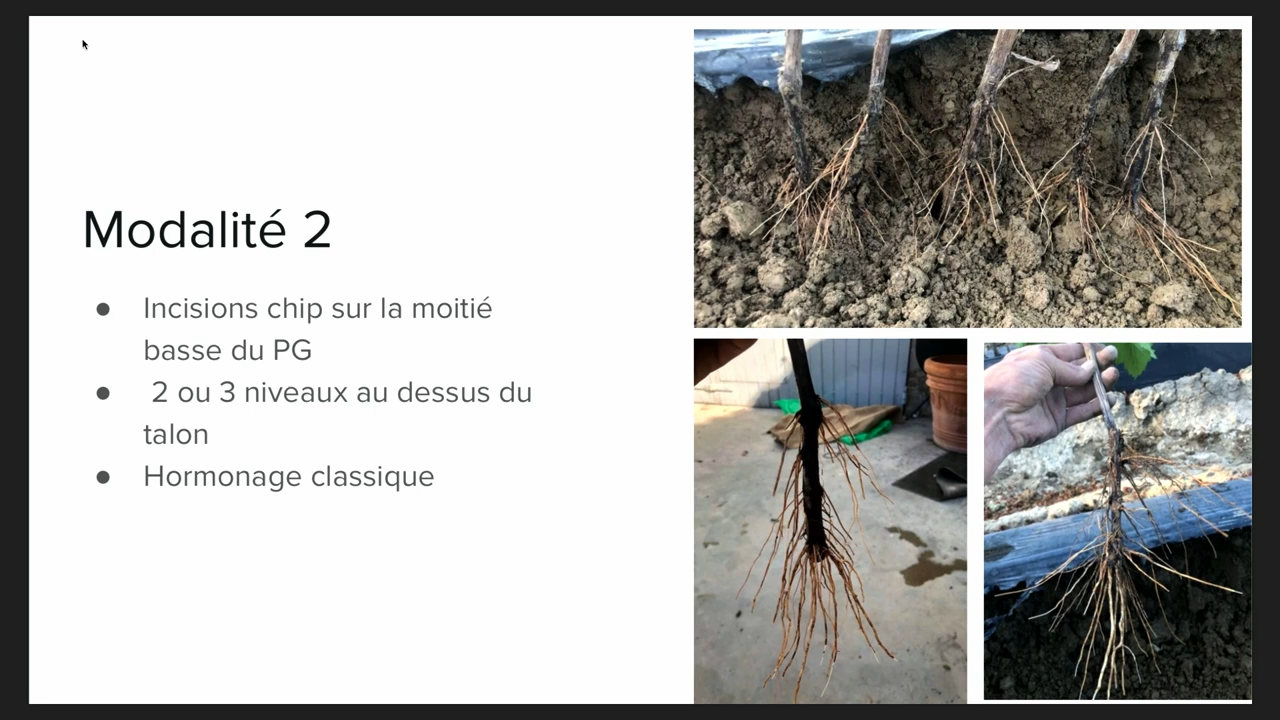 Modalité 2
● Incisions chip sur la moitié
basse du PG
● 2 ou 3 niveaux au dessus du
talon
● Hormonage classique